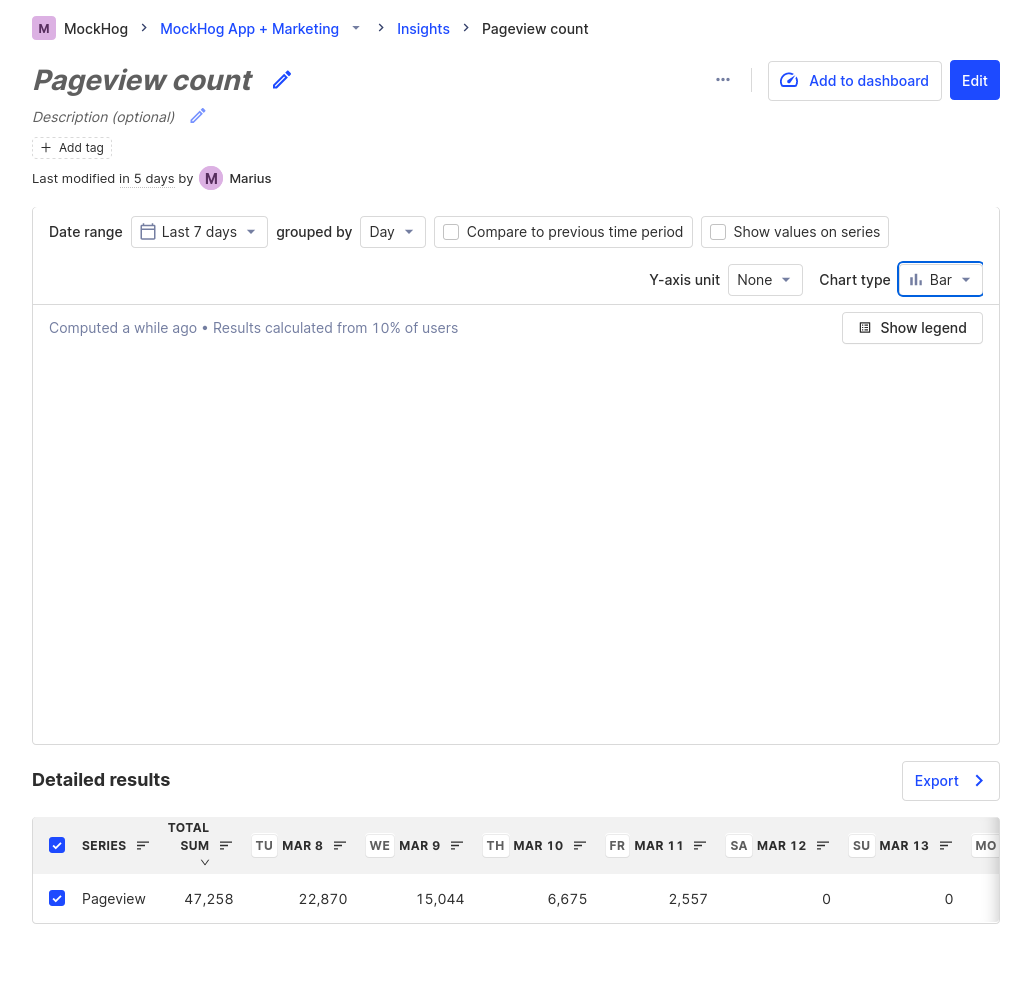 M MockHog > MockHog App + Marketing > Insights > Pageview count
Pageview count
Add to dashboard
Edit
Description (optional)
+ Add tag
Last modified in 5 days by M Marius
Date range Last 7 days grouped by Day Compare to previous time period Show values on series
Y-axis unit None Chart type Bar
Computed a while ago • Results calculated from 10% of users Show legend
Detailed results
Export
SERIES TOTAL SUM TU MAR 8 WE MAR 9 TH MAR 10 FR MAR 11 SA MAR 12 SU MAR 13 MO
Pageview 47,258 22,870 15,044 6,675 2,557 0 0